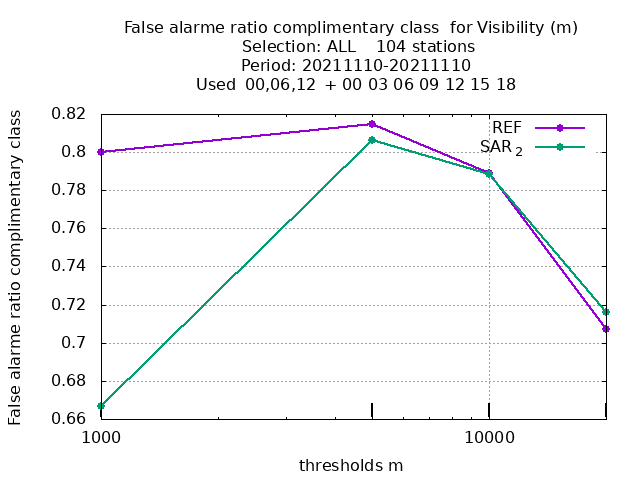 False alarme ratio complimentary class  for Visibility (m)
Selection: ALL    104 stations
Period: 20211110-20211110
Used  00,06,12  + 00 03 06 09 12 15 18
False alarme ratio complimentary class
0.82
0.8
0.78
0.76
0.74
0.72
0.7
0.68
0.66
REF
SAR 2
1000
10000
thresholds m